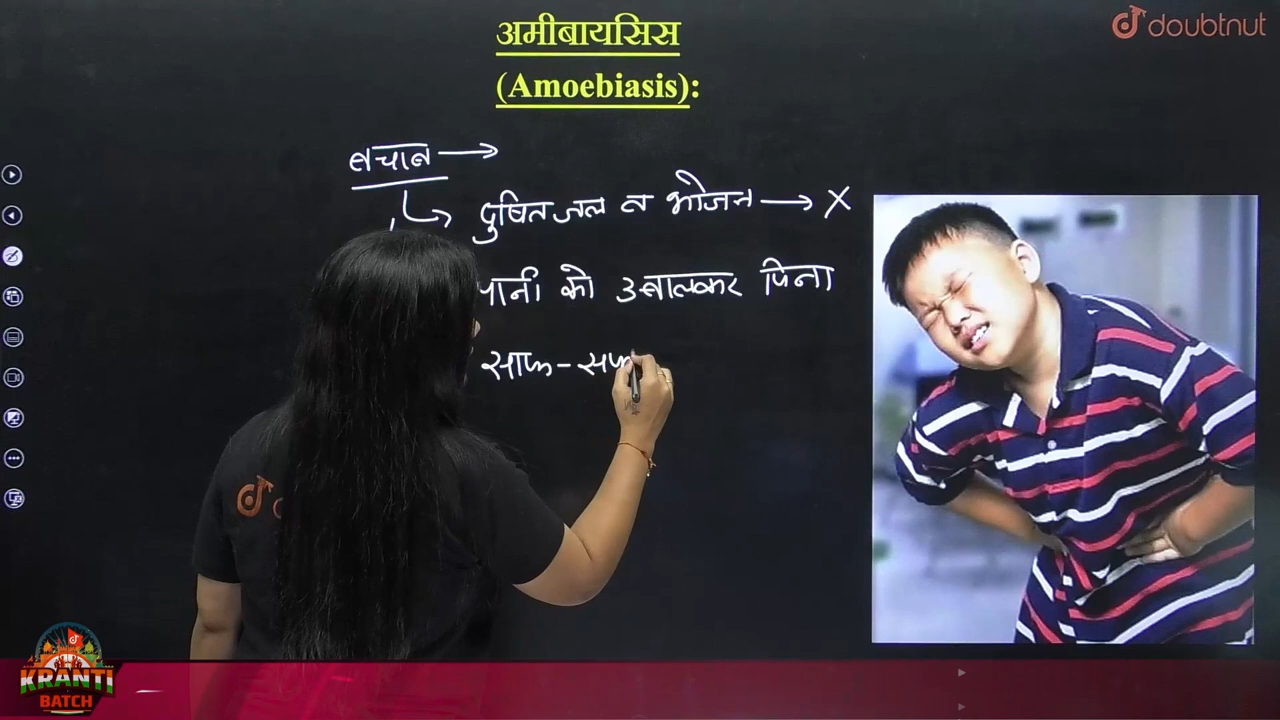 अमीबायसिस
doubtnut
(Amoebiasis):
बचाव →
दुषित जल व भोजन → X
पानी को उबालकर पिना
साफ-सफ
KRANTI
BATCH